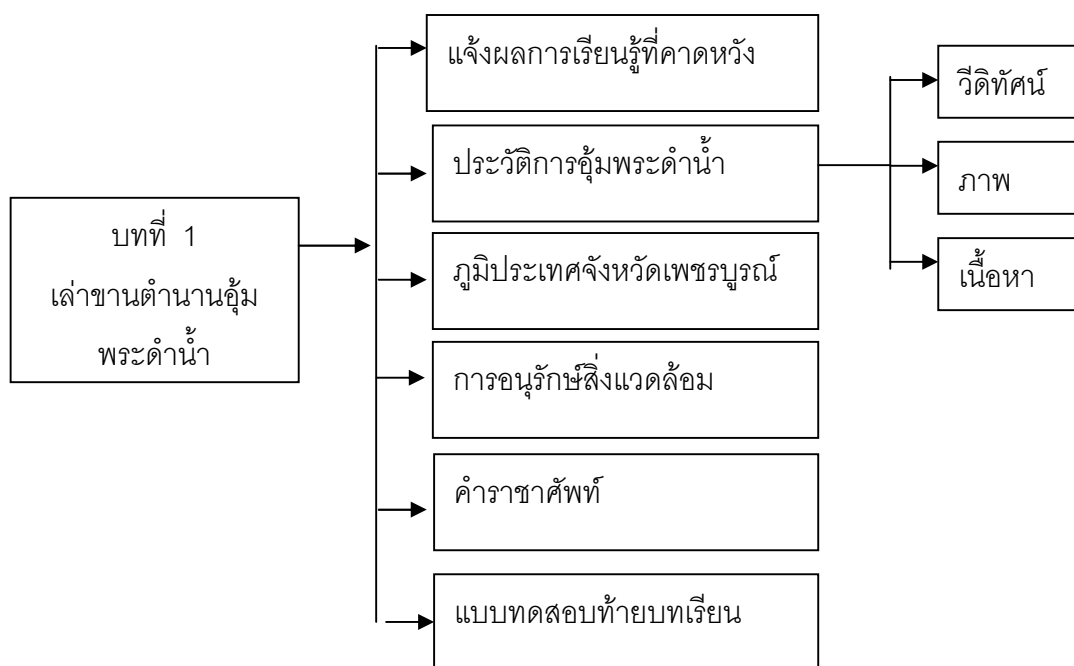 บทที่ 1
เล่าขานตำนานอุ้ม
พระดำน้ำ
แจ้งผลการเรียนรู้ที่คาดหวัง
ประวัติการอุ้มพระดำน้ำ
ภูมิประเทศจังหวัดเพชรบูรณ์
การอนุรักษ์สิ่งแวดล้อม
คำราชาศัพท์
แบบทดสอบท้ายบทเรียน
วีดิทัศน์
ภาพ
เนื้อหา